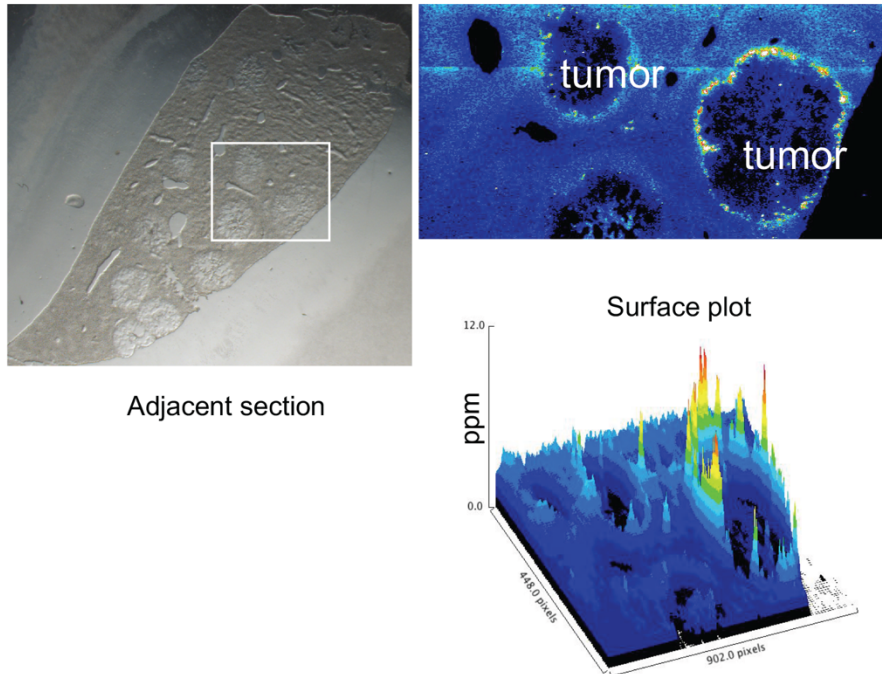 tumor
tumor
Adjacent section
Surface plot
12.0
ppm
0.0
448.0 pixels
902.0 pixels